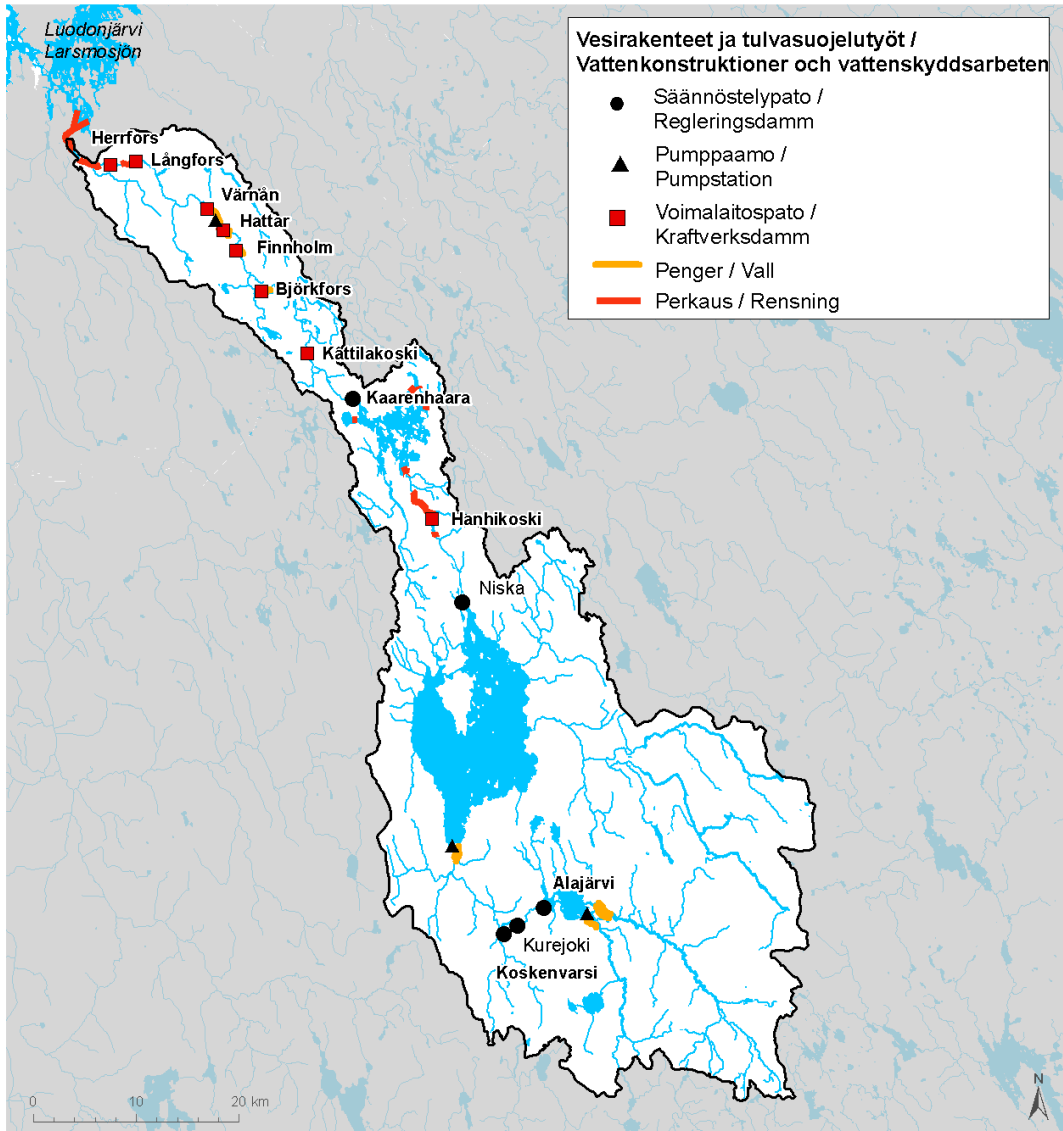 Luodonjärvi
Larsmosjön
Vesirakenteet ja tulvasuojelutyöt /
Vattenkonstruktioner och vattenskyddsarbeten
Säännöstelypato /
Regleringsdamm
Pumppaamo /
Pumpstation
Voimalaitospato /
Kraftverksdamm
Penger / Vall
Perkaus / Rensning
Herrfors
Långfors
Värnån
Hattar
Finnholm
Björkfors
Kattilakoski
Kaarenhaara
Hanhikoski
Niska
Alajärvi
Kurejoki
Koskenvarsi
0 10 20 km
N